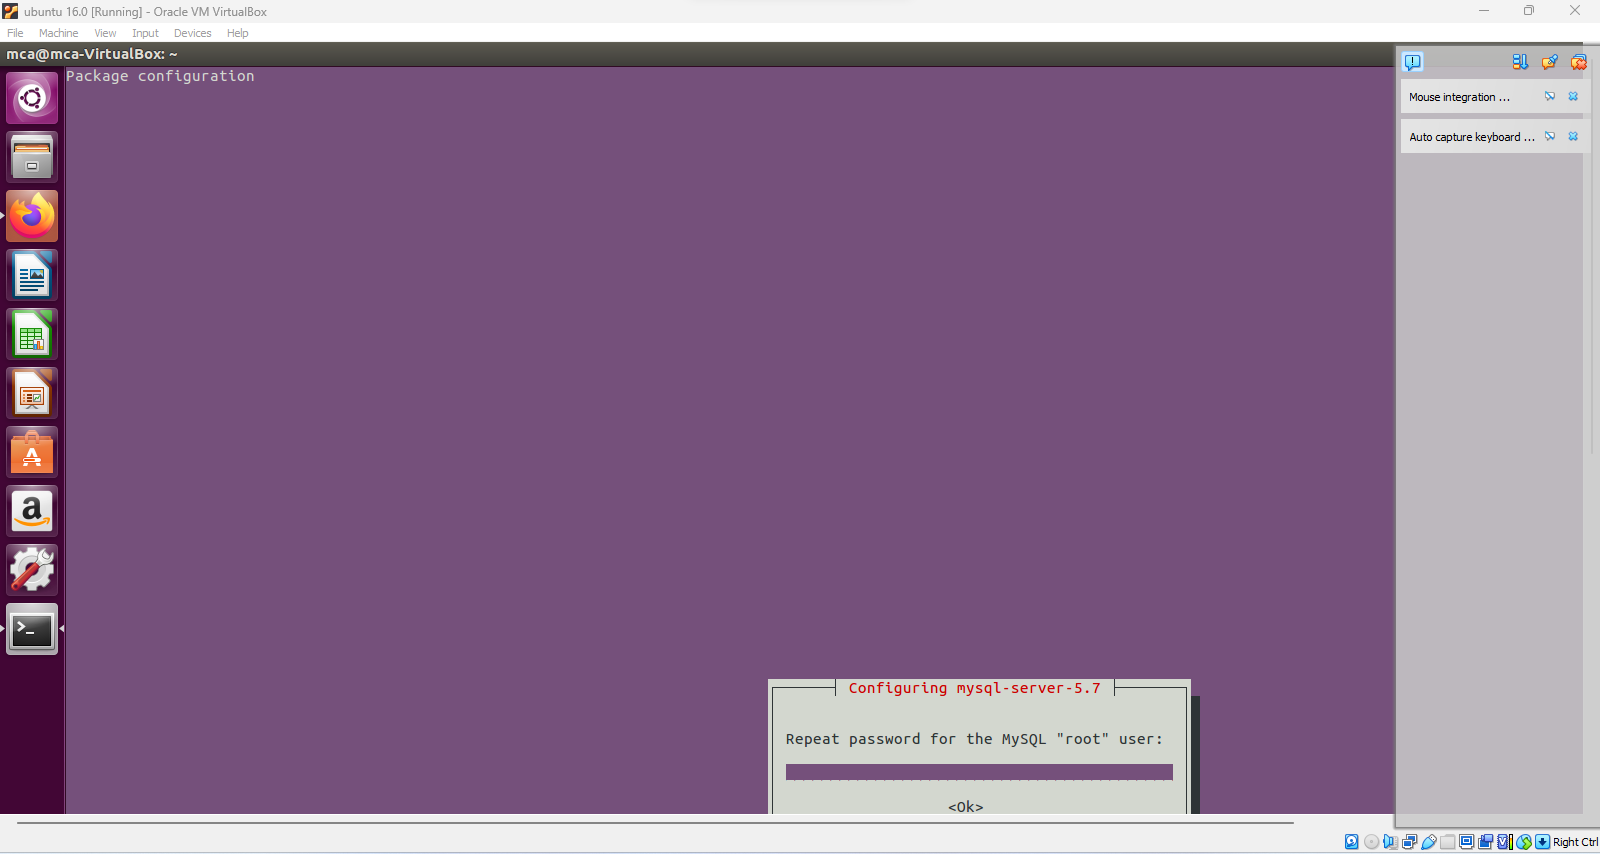 ubuntu 16.0 [Running] - Oracle VM VirtualBox
File Machine View Input Devices Help
mca@mca-VirtualBox: ~
Package configuration
Mouse integration ...
Auto capture keyboard ...
Configuring mysql-server-5.7
Repeat password for the MySQL "root" user:
<Ok>
Right Ctrl